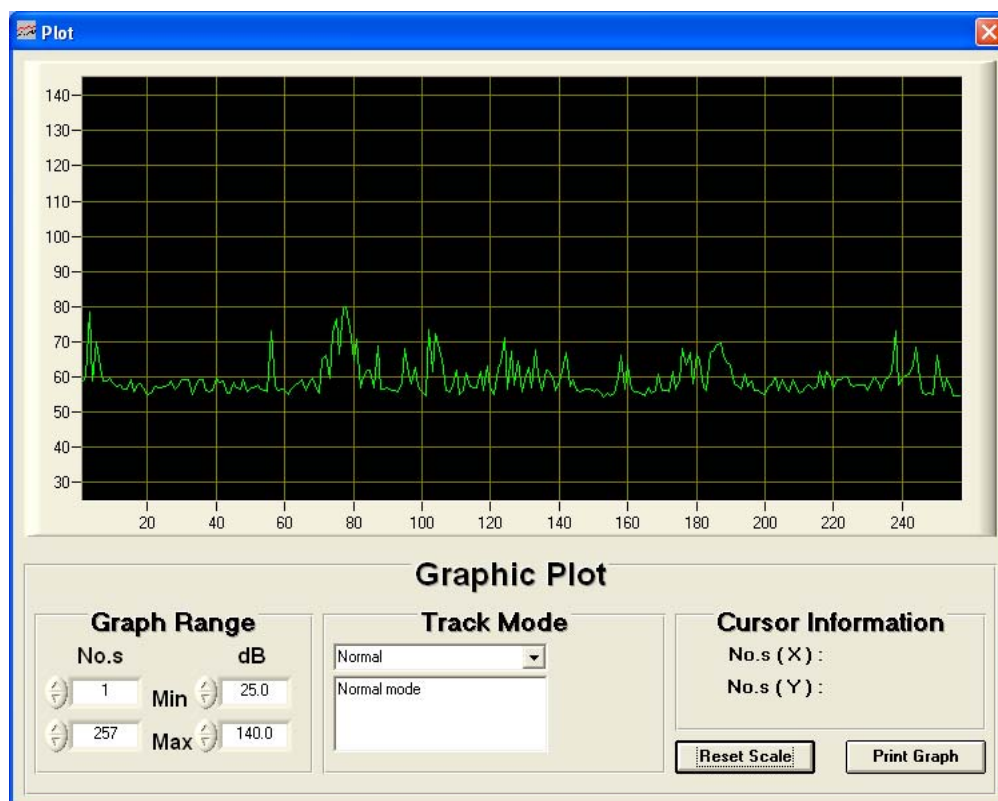 Plot
140
130
120
110
100
90
80
70
60
50
40
30
20 40 60 80 100 120 140 160 180 200 220 240
Graphic Plot
Graph Range
No.s dB
1 Min 25.0
257 Max 140.0
Track Mode
Normal
Normal mode
Cursor Information
No.s ( X ) :
No.s ( Y ) :
Reset Scale Print Graph